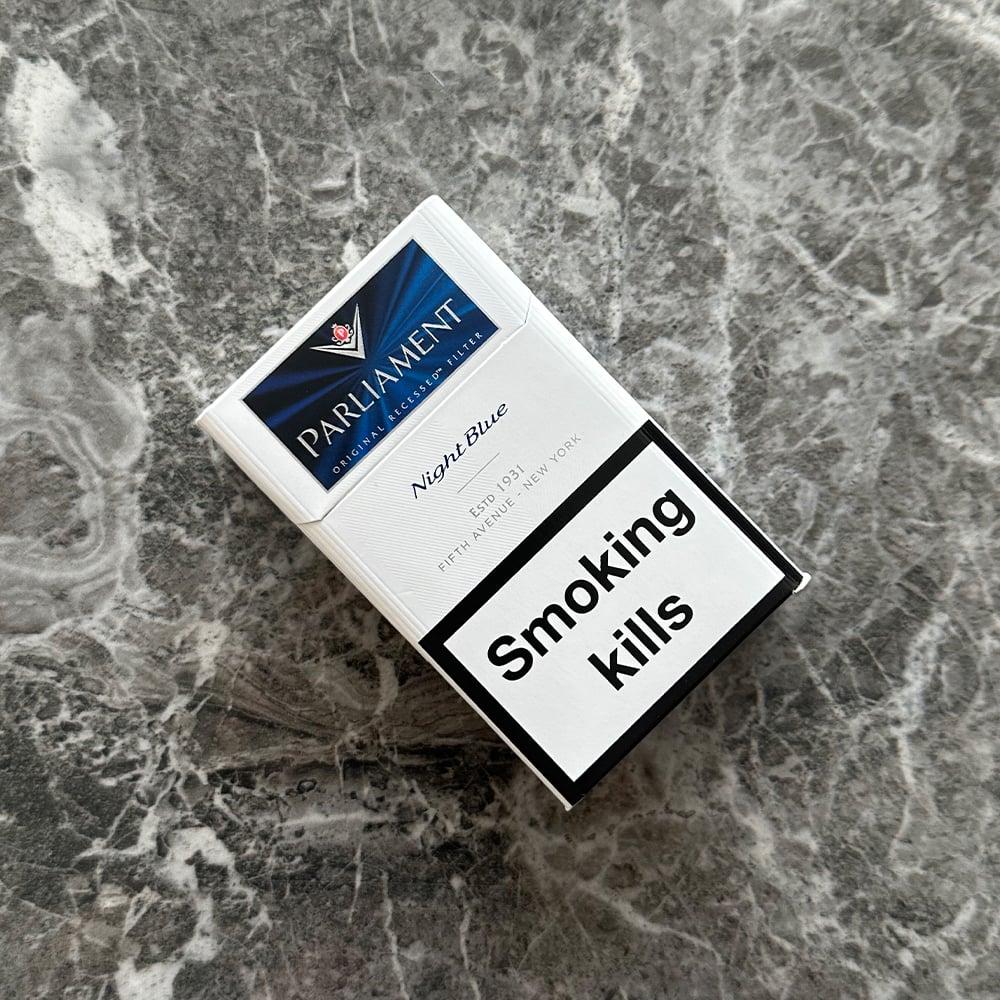 PARLIAMENT
ORIGINAL RECESSED™ FILTER
Night Blue
ESTD 1931
FIFTH AVENUE - NEW YORK
Smoking
kills